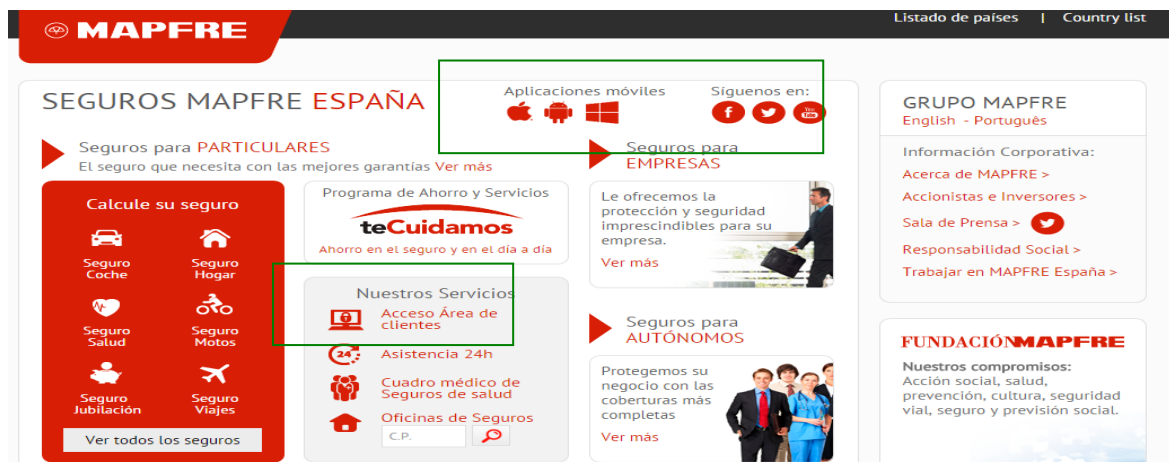 MAPFRE
Listado de países | Country list
SEGUROS MAPFRE ESPAÑA
Aplicaciones móviles
Síguenos en:
You
Tube
Seguros para PARTICULARES
El seguro que necesita con las mejores garantías Ver más
Calcule su seguro
Seguro
Coche
Seguro
Hogar
Seguro
Salud
Seguro
Motos
Seguro
Jubilación
Seguro
Viajes
Ver todos los seguros
Programa de Ahorro y Servicios
teCuidamos
Ahorro en el seguro y en el día a día
Nuestros Servicios
Acceso Área de
clientes
24h
Asistencia 24h
Cuadro médico de
Seguros de salud
Oficinas de Seguros
C.P.
Seguros para
EMPRESAS
Le ofrecemos la
protección y seguridad
imprescindibles para su
empresa.
Ver más
Seguros para
AUTÓNOMOS
Protegemos su
negocio con las
coberturas más
completas
Ver más
GRUPO MAPFRE
English - Português
Información Corporativa:
Acerca de MAPFRE >
Accionistas e Inversores >
Sala de Prensa >
Responsabilidad Social >
Trabajar en MAPFRE España >
FUNDACIÓNMAPFRE
Nuestros compromisos:
Acción social, salud,
prevención, cultura, seguridad
vial, seguro y previsión social.